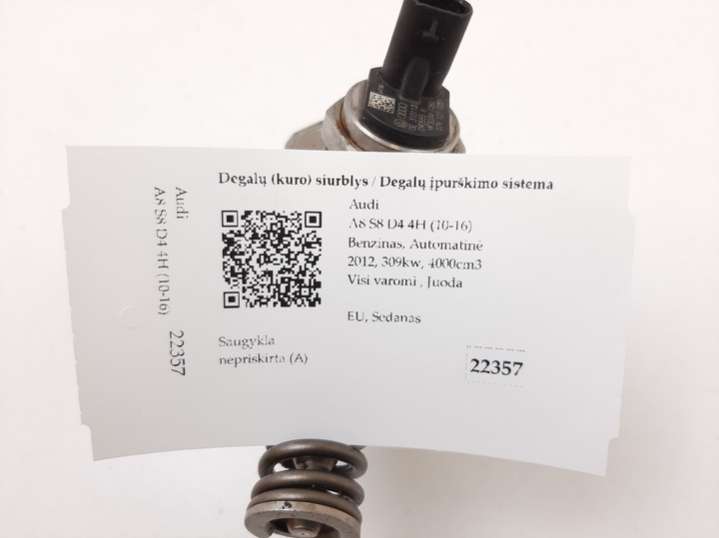 Degalų (kuro) siurblys / Degalų įpurškimo sistema
Audi
A8 S8 D4 4H (10-16)
Benzinas, Automatinė
2012, 309kw, 4000cm3
Visi varomi , Juoda
EU, Sedanas
Saugykla
nepriskirta (A)
22357
Audi
A8 S8 D4 4H (10-16)
22357